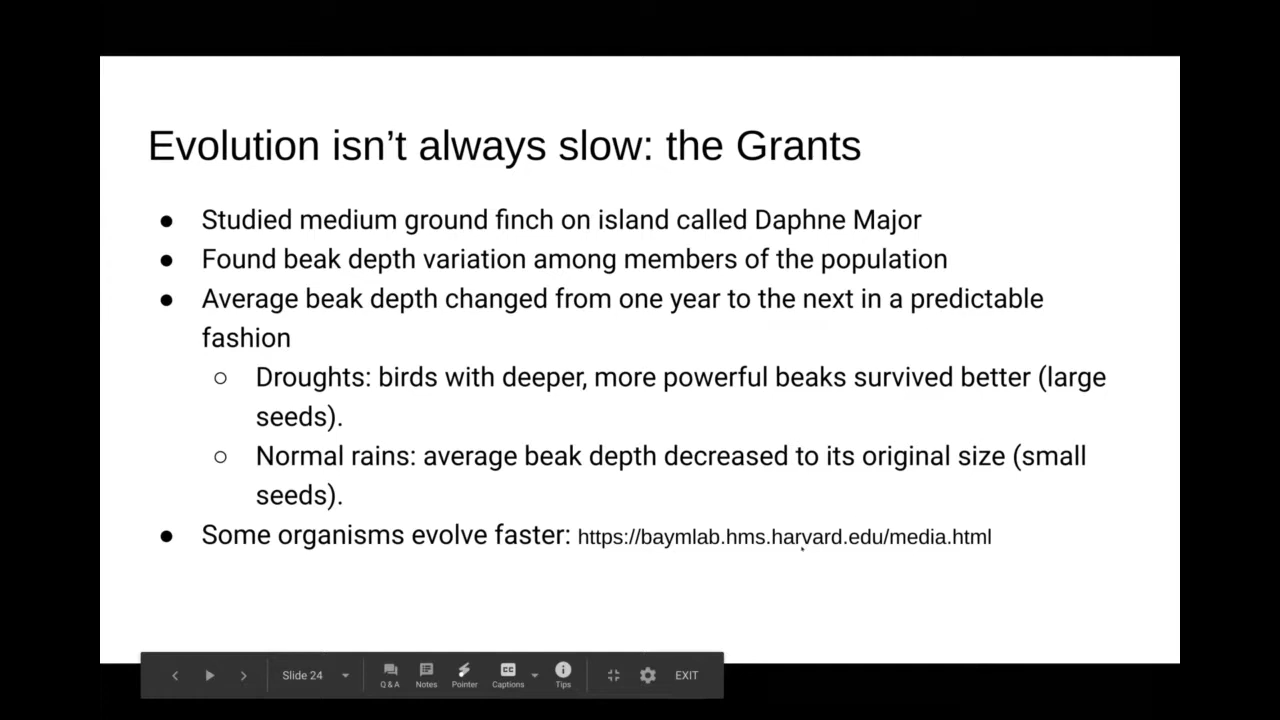 Evolution isn't always slow: the Grants
● Studied medium ground finch on island called Daphne Major
● Found beak depth variation among members of the population
● Average beak depth changed from one year to the next in a predictable
fashion
○ Droughts: birds with deeper, more powerful beaks survived better (large
seeds).
○ Normal rains: average beak depth decreased to its original size (small
seeds).
● Some organisms evolve faster: https://baymlab.hms.harvard.edu/media.html
Slide 24
Q & A
Notes
Pointer
CC
Captions
Tips
EXIT